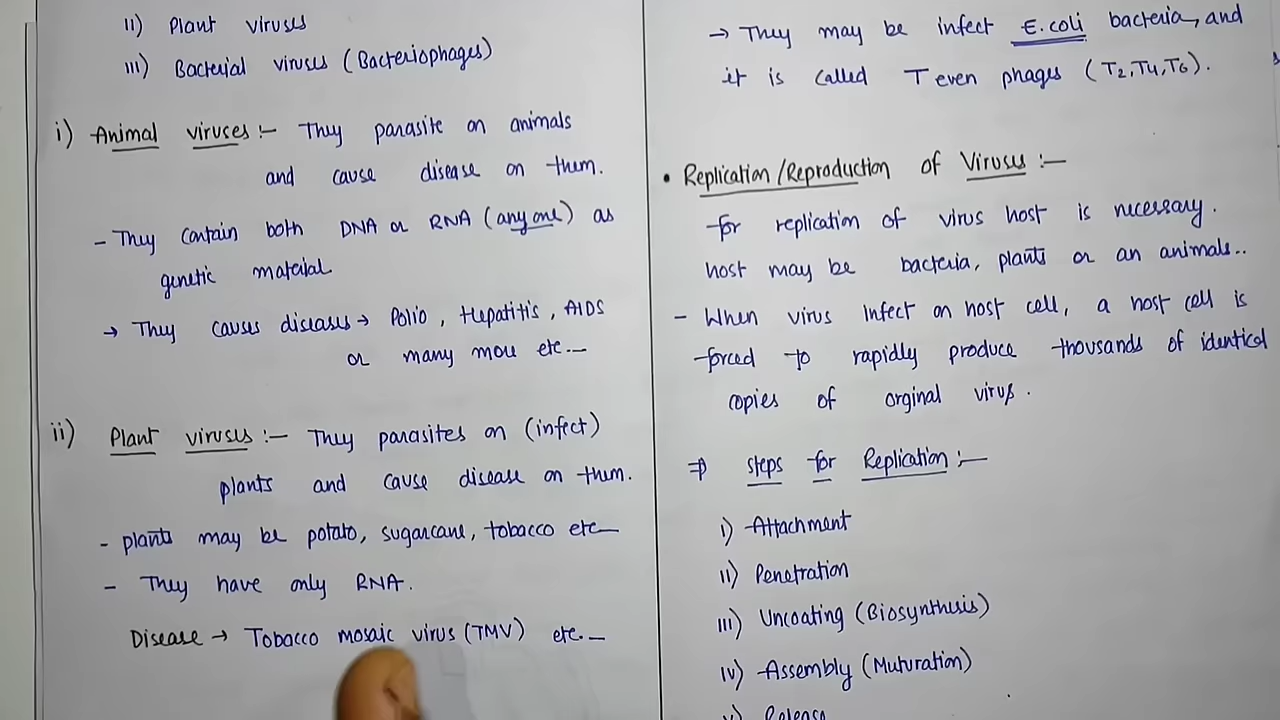 ii) Plant viruses
iii) Bacterial viruses (Bacteriophages)
i) Animal viruses :- They parasite on animals
and cause disease on them.
- They contain both DNA or RNA (any one) as
genetic material
→ They causes diseases → Polio, Hepatitis, AIDS
or many more etc—
ii) Plant viruses :- They parasites on (infect)
plants and cause disease on them.
- plants may be potato, sugarcane, tobacco etc—
- They have only RNA.
Disease → Tobacco mosaic virus (TMV) etc.—
→ They may be infect E.coli bacteria, and
it is called T even phages (T2, T4, T6).
• Replication /Reproduction of Viruses :-
for replication of virus host is necessary.
host may be bacteria, plants or an animals..
- When virus infect on host cell, a host cell is
forced to rapidly produce thousands of identical
copies of orginal virus.
⇒ steps for Replication :-
i) Attachment
ii) Penetration
iii) Uncoating (Biosynthesis)
iv) Assembly (Muturation)
v) Release